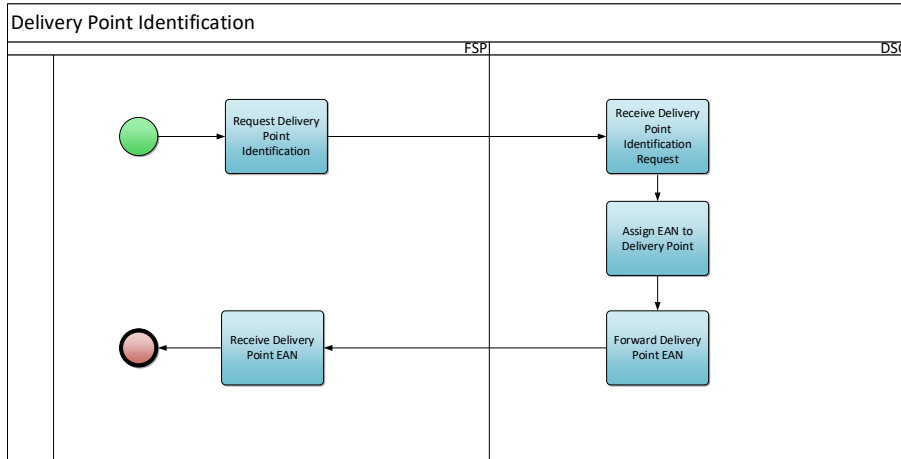 Delivery Point Identification
FSP
Request Delivery
Point
Identification
Receive Delivery
Point
Identification
Request
Assign EAN to
Delivery Point
Receive Delivery
Point EAN
Forward Delivery
Point EAN